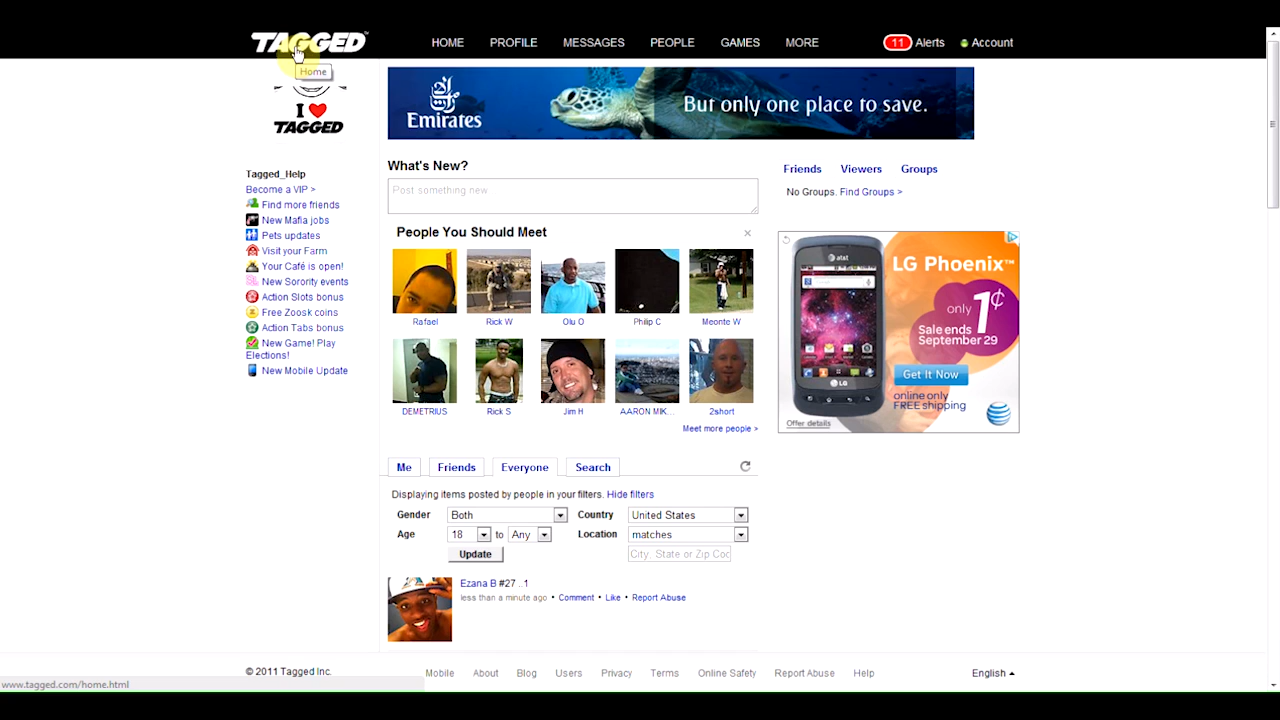 TAGGED
HOME PROFILE MESSAGES PEOPLE GAMES MORE 11 Alerts Account
Home
I TAGGED
Emirates
But only one place to save.
Tagged_Help
Become a VIP >
Find more friends
New Mafia jobs
Pets updates
Visit your Farm
Your Café is open!
New Sorority events
Action Slots bonus
Free Zoosk coins
Action Tabs bonus
New Game! Play
Elections!
New Mobile Update
What's New?
Post something new
People You Should Meet
Rafael Rick W Olu O Philip C Meonte W
DEMETRIUS Rick S Jim H AARON MIK... 2short
Meet more people >
Me Friends Everyone Search
Displaying items posted by people in your filters. Hide filters
Gender Both Country United States
Age 18 to Any Location matches
Update City, State or Zip Coc
Ezana B #27 ..1
less than a minute ago • Comment • Like • Report Abuse
Friends Viewers Groups
No Groups. Find Groups >
at&t
LG Phoenix™
only 1¢
Sale ends
September 29
Get It Now
online only
FREE shipping
LG
Offer details
at&t
© 2011 Tagged Inc. Mobile About Blog Users Privacy Terms Online Safety Report Abuse Help English
www.tagged.com/home.html